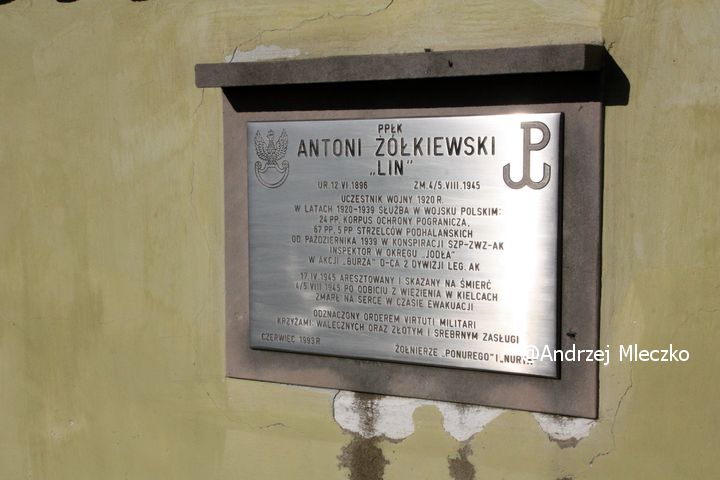 PPŁK
ANTONI ŻÓŁKIEWSKI
„LIN”
UR. 12 VI 1896 ZM. 4/5. VIII. 1945
UCZESTNIK WOJNY 1920 R.
W LATACH 1920-1939 SŁUŻBA W WOJSKU POLSKIM:
24 PP, KORPUS OCHRONY POGRANICZA,
67 PP, 5 PP STRZELCÓW PODHALAŃSKICH
OD PAŹDZIERNIKA 1939 W KONSPIRACJI SZP-ZWZ-AK
INSPEKTOR W OKRĘGU „JODŁA”
W AKCJI „BURZA” D-CA 2 DYWIZJI LEG. AK
17. IV 1945 ARESZTOWANY I SKAZANY NA ŚMIERĆ
4/5 VIII 1945 PO ODBICIU Z WIĘZIENIA W KIELCACH
ZMARŁ NA SERCE W CZASIE EWAKUACJI
ODZNACZONY ORDEREM VIRTUTI MILITARI
KRZYŻAMI: WALECZNYCH ORAZ ZŁOTYM I SREBRNYM ZASŁUGI
CZERWIEC 1993 R
ŻOŁNIERZE „PONUREGO” I „NURTA”
PW
@Andrzej Mleczko